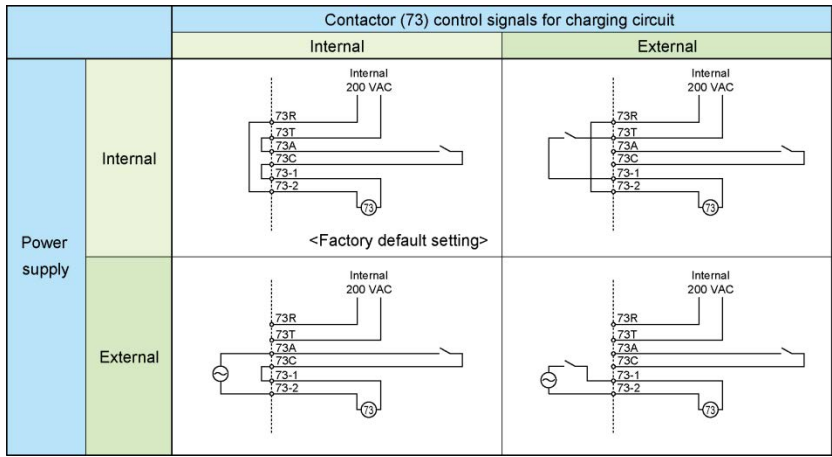 Contactor (73) control signals for charging circuit
Internal
External
Power
supply
Internal
Internal
200 VAC
73R
73T
73A
73C
73-1
73-2
73
<Factory default setting>
Internal
200 VAC
73R
73T
73A
73C
73-1
73-2
73
External
Internal
200 VAC
73R
73T
73A
73C
73-1
73-2
73
Internal
200 VAC
73R
73T
73A
73C
73-1
73-2
73